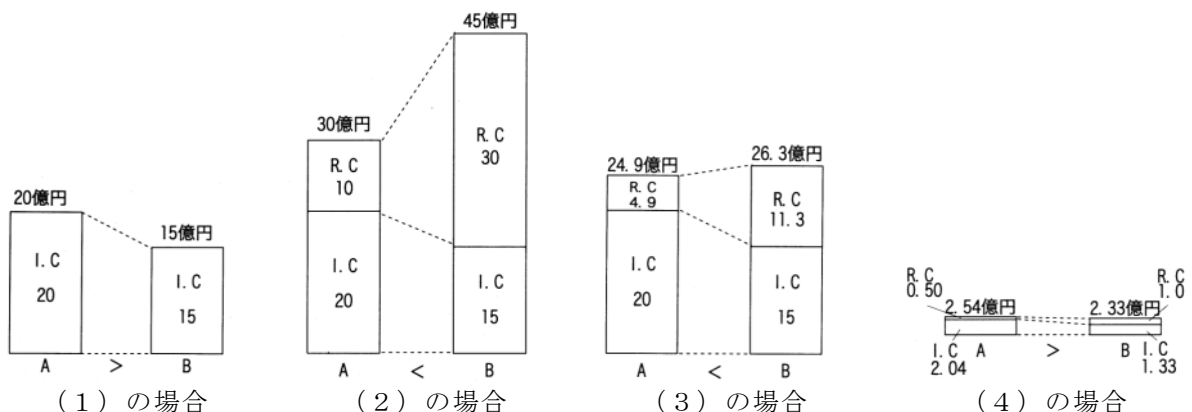 20億円
I. C
20
15億円
I. C
15
A > B
(1)の場合
30億円
R. C
10
I. C
20
45億円
R. C
30
I. C
15
A < B
(2)の場合
24.9億円
R. C
4.9
I. C
20
26.3億円
R. C
11.3
I. C
15
A < B
(3)の場合
R. C
0.50
2.54億円
I. C
2.04
R. C
1.0
2.33億円
I. C
1.33
A > B
(4)の場合